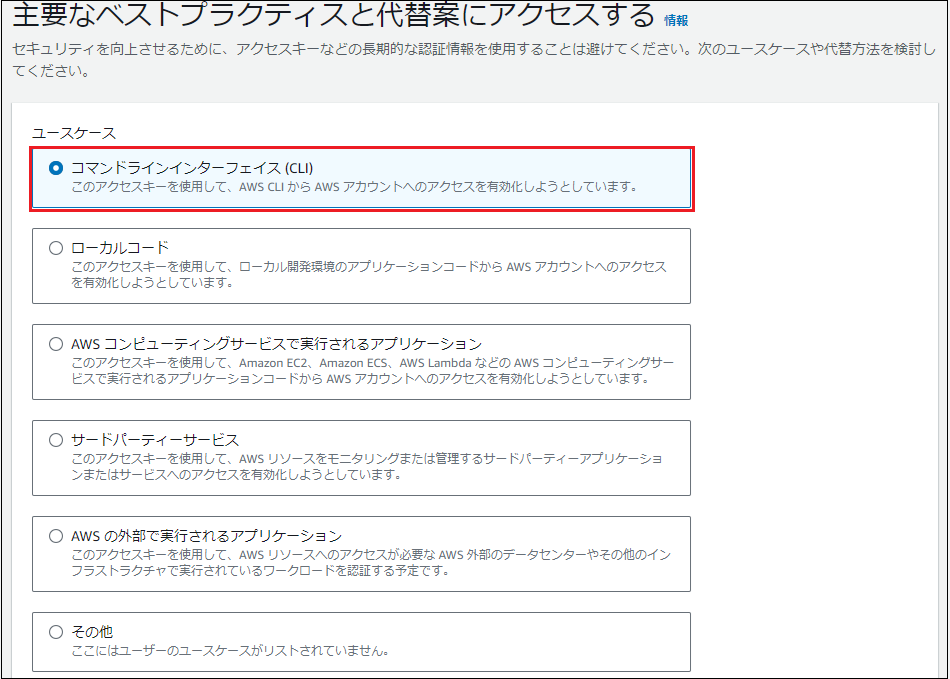 主要なベストプラクティスと代替案にアクセスする 情報
セキュリティを向上させるために、アクセスキーなどの長期的な認証情報を使用することは避けてください。次のユースケースや代替方法を検討し
てください。
ユースケース
コマンドラインインターフェイス (CLI)
このアクセスキーを使用して、AWS CLI から AWS アカウントへのアクセスを有効化しようとしています。
ローカルコード
このアクセスキーを使用して、ローカル開発環境のアプリケーションコードから AWS アカウントへのアクセス
を有効化しようとしています。
AWS コンピューティングサービスで実行されるアプリケーション
このアクセスキーを使用して、Amazon EC2、Amazon ECS、AWS Lambda などの AWS コンピューティングサー
ビスで実行されるアプリケーションコードから AWS アカウントへのアクセスを有効化しようとしています。
サードパーティーサービス
このアクセスキーを使用して、AWS リソースをモニタリングまたは管理するサードパーティーアプリケーショ
ンまたはサービスへのアクセスを有効化しようとしています。
AWS の外部で実行されるアプリケーション
このアクセスキーを使用して、AWS リソースへのアクセスが必要な AWS 外部のデータセンターやその他のイン
フラストラクチャで実行されているワークロードを認証する予定です。
その他
ここにはユーザーのユースケースがリストされていません。